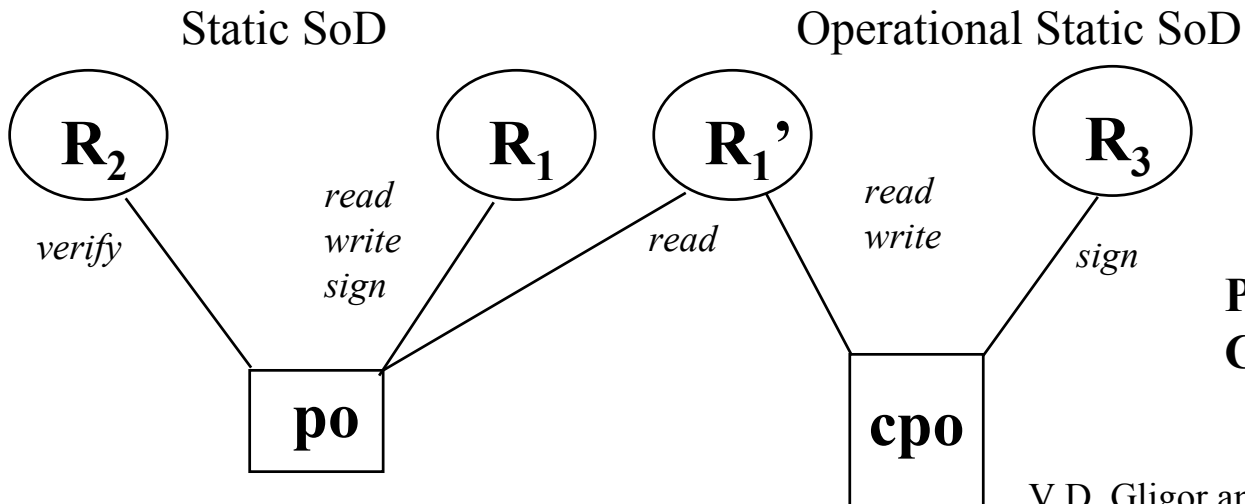 Static SoD
Operational Static SoD
R₂
R₁
R₁’
R₃
verify
read
write
sign
read
read
write
sign
P
C
po
cpo
V.D. Gligor